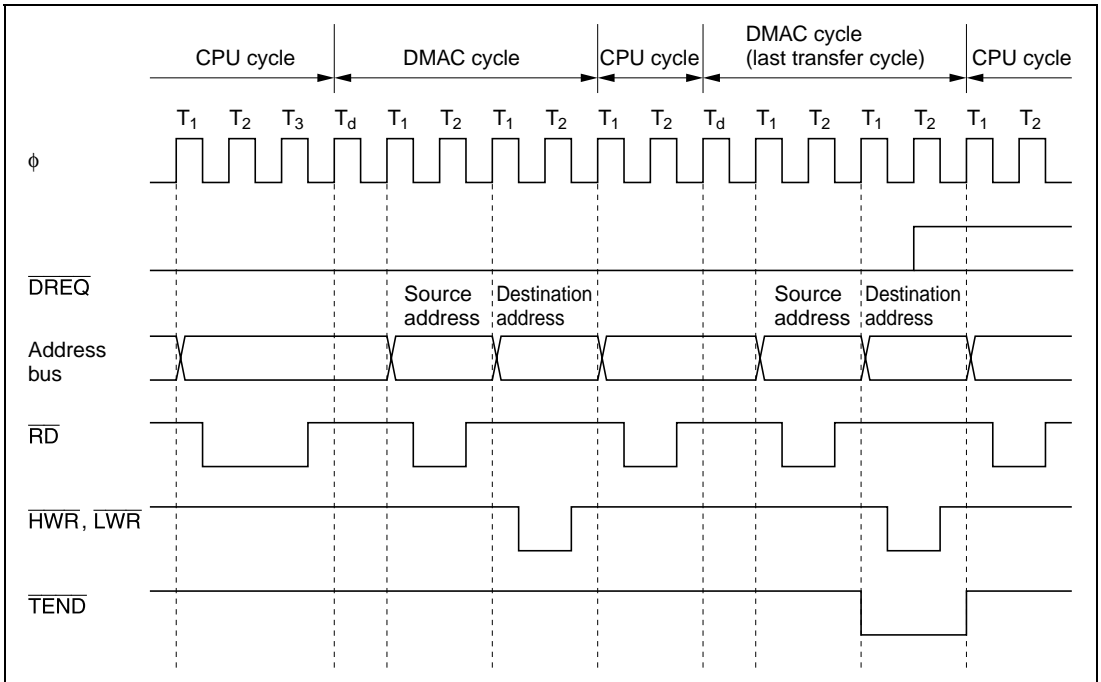 CPU cycle DMAC cycle CPU cycle DMAC cycle (last transfer cycle) CPU cycle
T1 T2 T3 Td T1 T2 T1 T2 T1 T2 Td T1 T2 T1 T2 T1 T2
φ
DREQ
Source address Destination address Source address Destination address
Address bus
RD
HWR, LWR
TEND